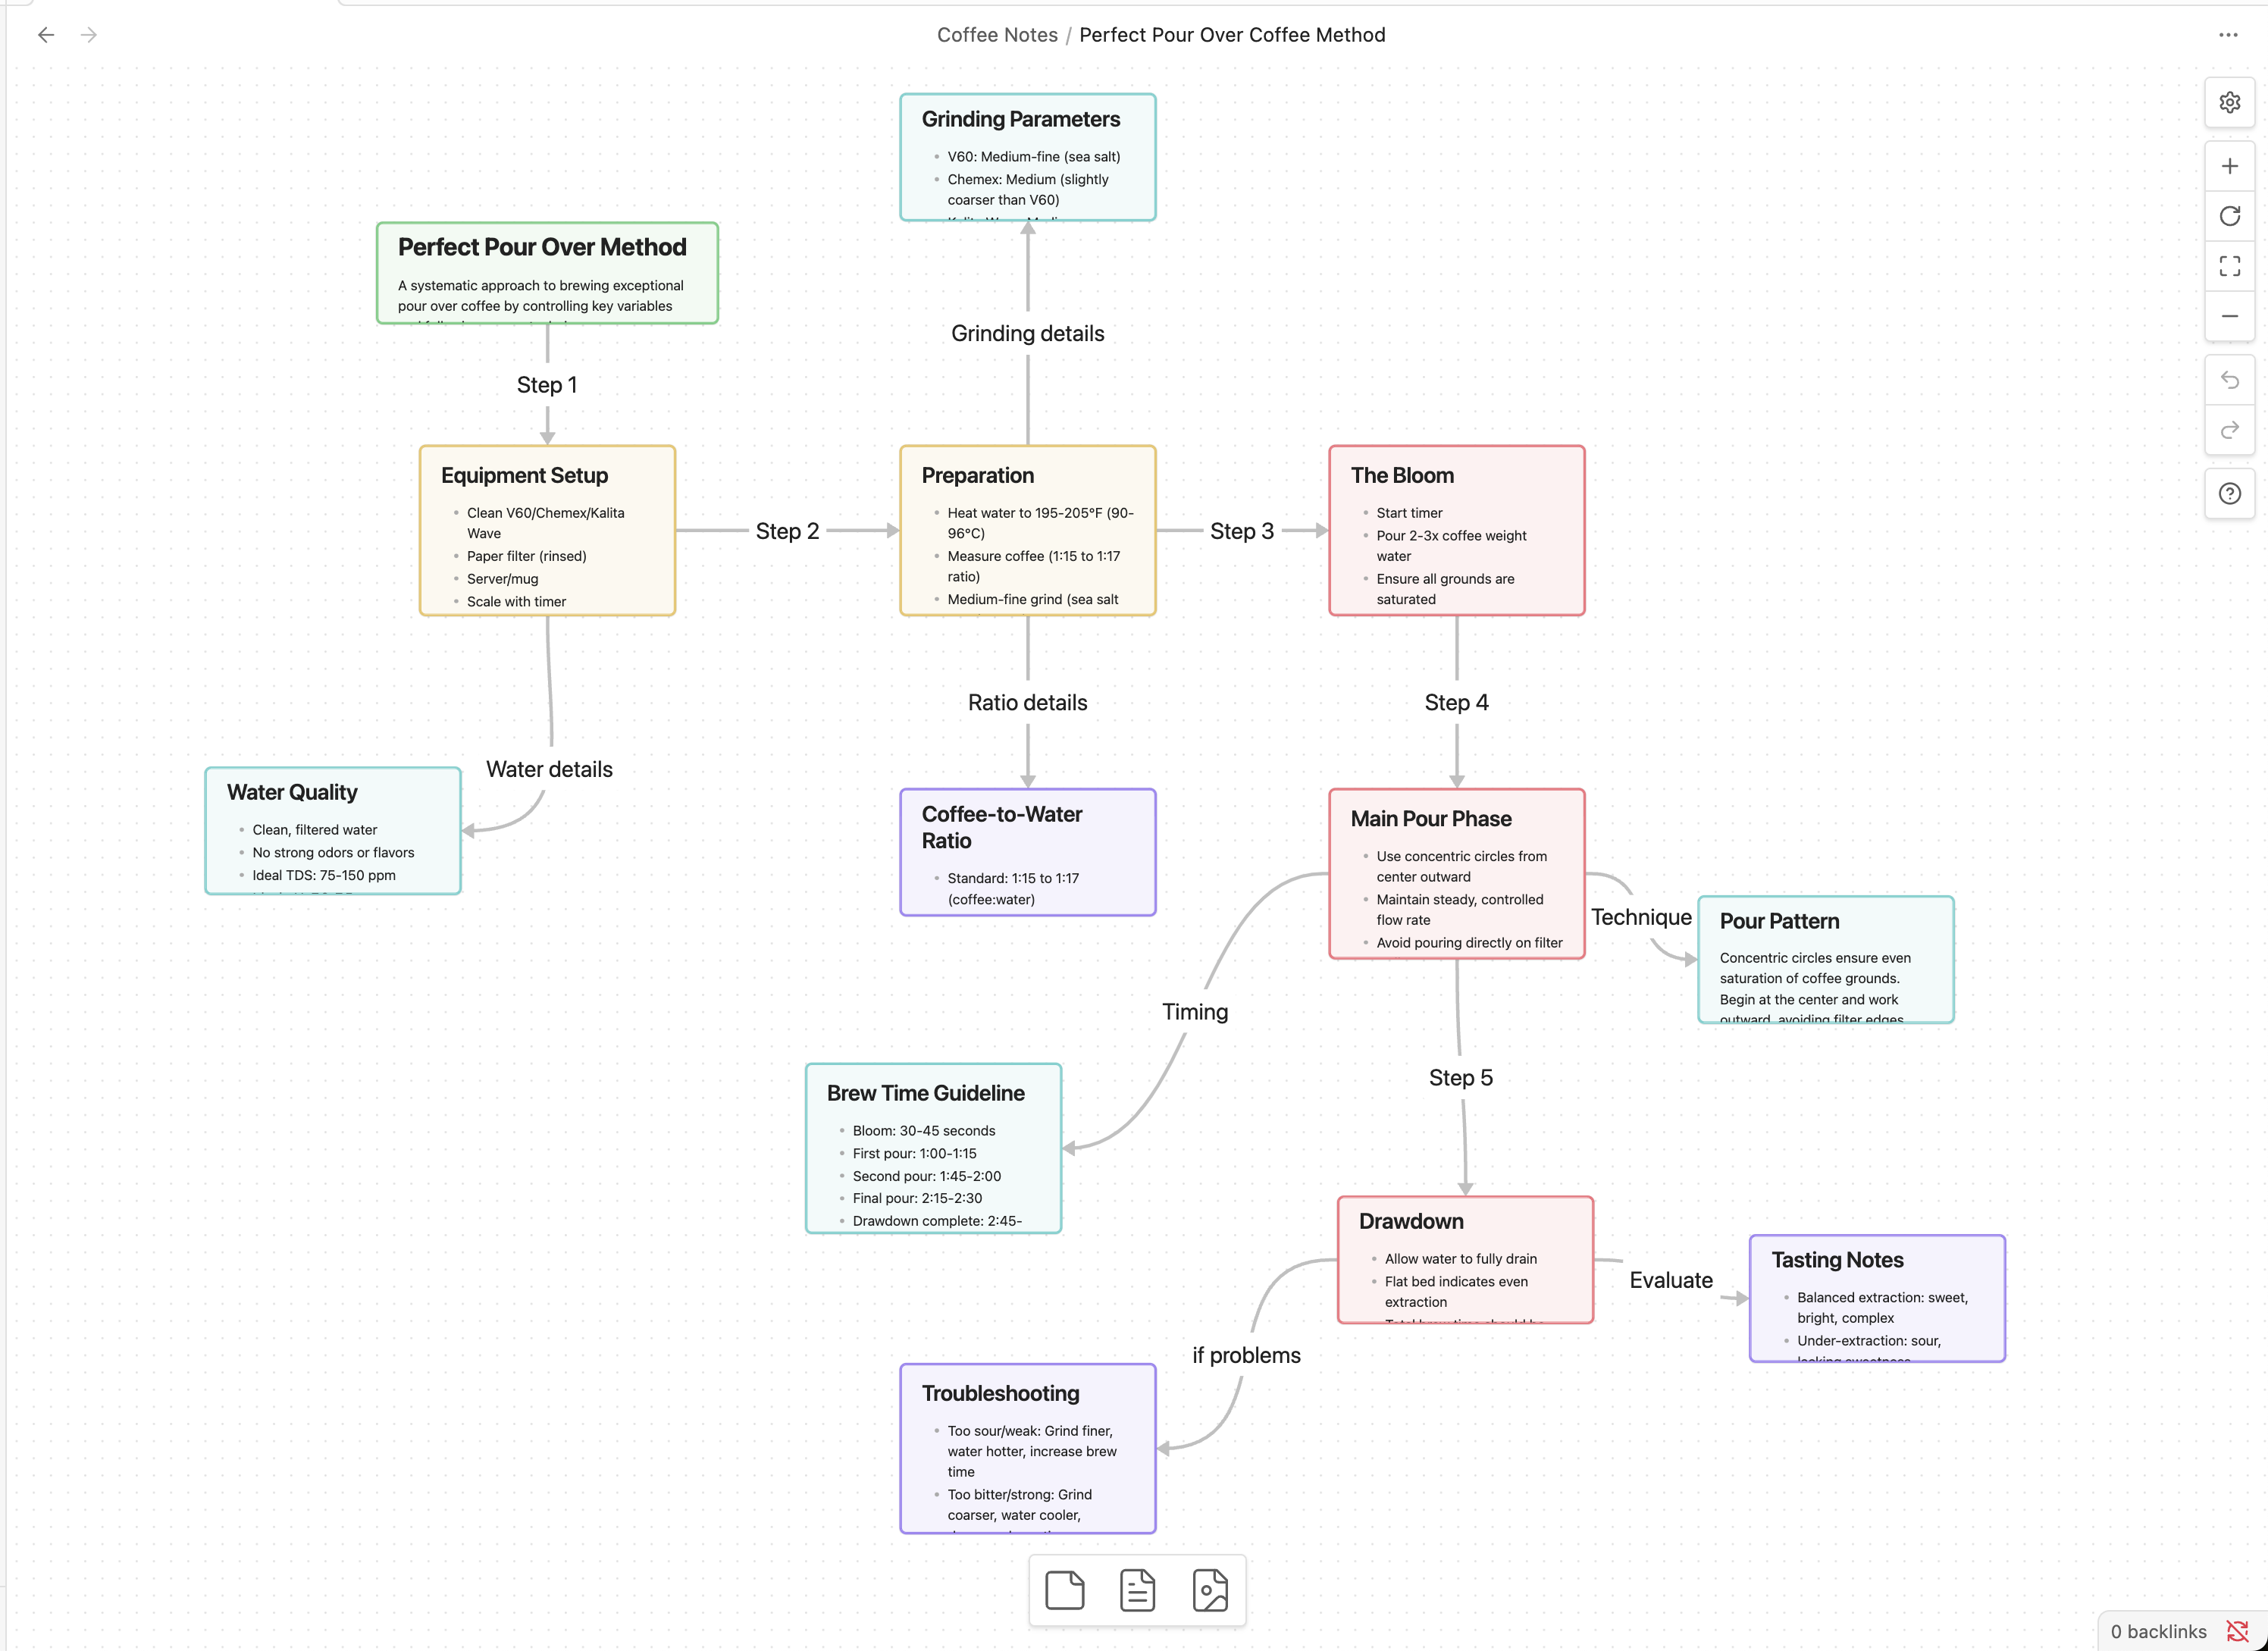 Coffee Notes / Perfect Pour Over Coffee Method
Grinding Parameters
V60: Medium-fine (sea salt)
Chemex: Medium (slightly
coarser than V60)
Perfect Pour Over Method
A systematic approach to brewing exceptional
pour over coffee by controlling key variables
Grinding details
Step 1
Equipment Setup
Clean V60/Chemex/Kalita
Wave
Paper filter (rinsed)
Server/mug
Scale with timer
Step 2
Preparation
Heat water to 195-205°F (90-
96°C)
Measure coffee (1:15 to 1:17
ratio)
Medium-fine grind (sea salt
Step 3
The Bloom
Start timer
Pour 2-3x coffee weight
water
Ensure all grounds are
saturated
Water details
Ratio details
Step 4
Water Quality
Clean, filtered water
No strong odors or flavors
Ideal TDS: 75-150 ppm
Coffee-to-Water
Ratio
Standard: 1:15 to 1:17
(coffee:water)
Main Pour Phase
Use concentric circles from
center outward
Maintain steady, controlled
flow rate
Avoid pouring directly on filter
Technique
Pour Pattern
Concentric circles ensure even
saturation of coffee grounds.
Begin at the center and work
outward, avoiding filter edges
Timing
Step 5
Brew Time Guideline
Bloom: 30-45 seconds
First pour: 1:00-1:15
Second pour: 1:45-2:00
Final pour: 2:15-2:30
Drawdown complete: 2:45-
Drawdown
Allow water to fully drain
Flat bed indicates even
extraction
Total brew time should be
Evaluate
Tasting Notes
Balanced extraction: sweet,
bright, complex
Under-extraction: sour,
lacking sweetness
if problems
Troubleshooting
Too sour/weak: Grind finer,
water hotter, increase brew
time
Too bitter/strong: Grind
coarser, water cooler,
0 backlinks